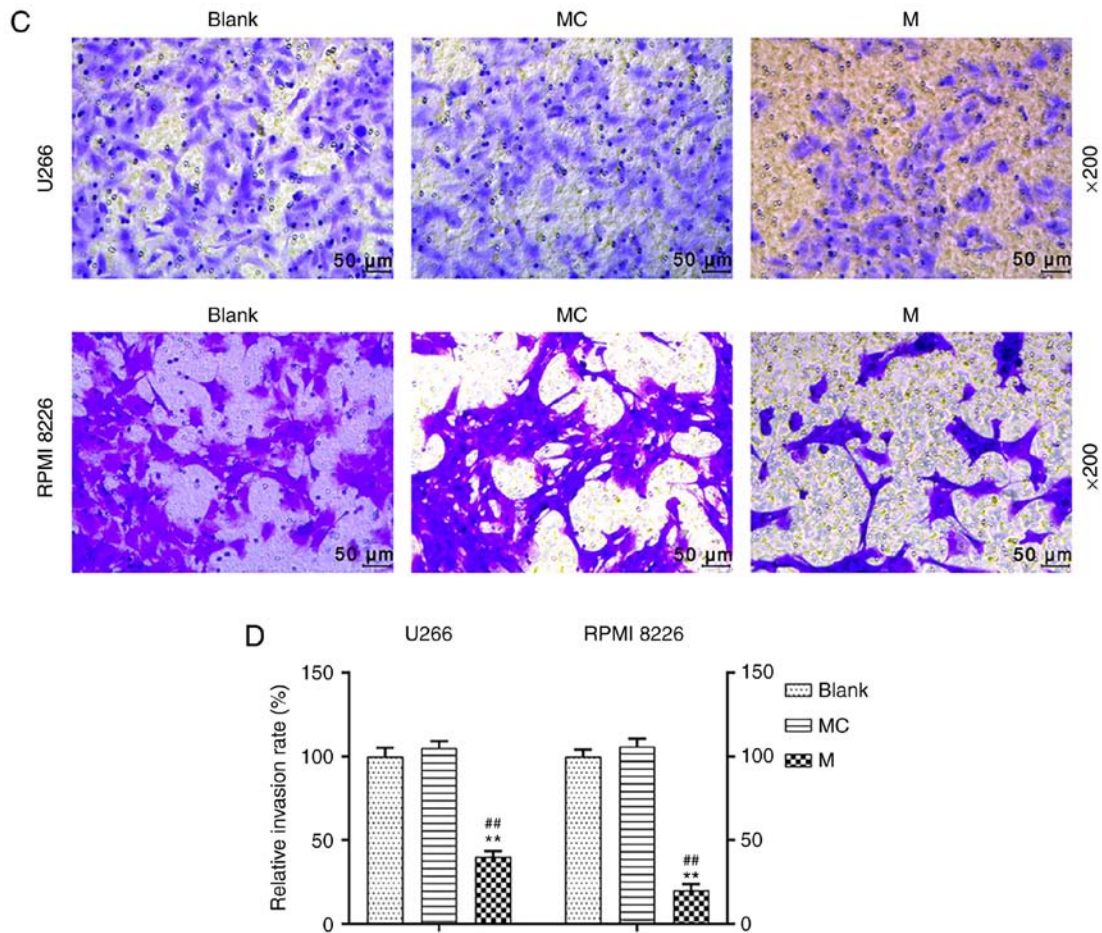 C
Blank MC M
U266
50 µm 50 µm 50 µm
×200
Blank MC M
RPMI 8226
50 µm 50 µm 50 µm
×200
D
U266 RPMI 8226
Relative invasion rate (%)
150 150
100 100
50 50
0 0
## **
## **
Blank
MC
M